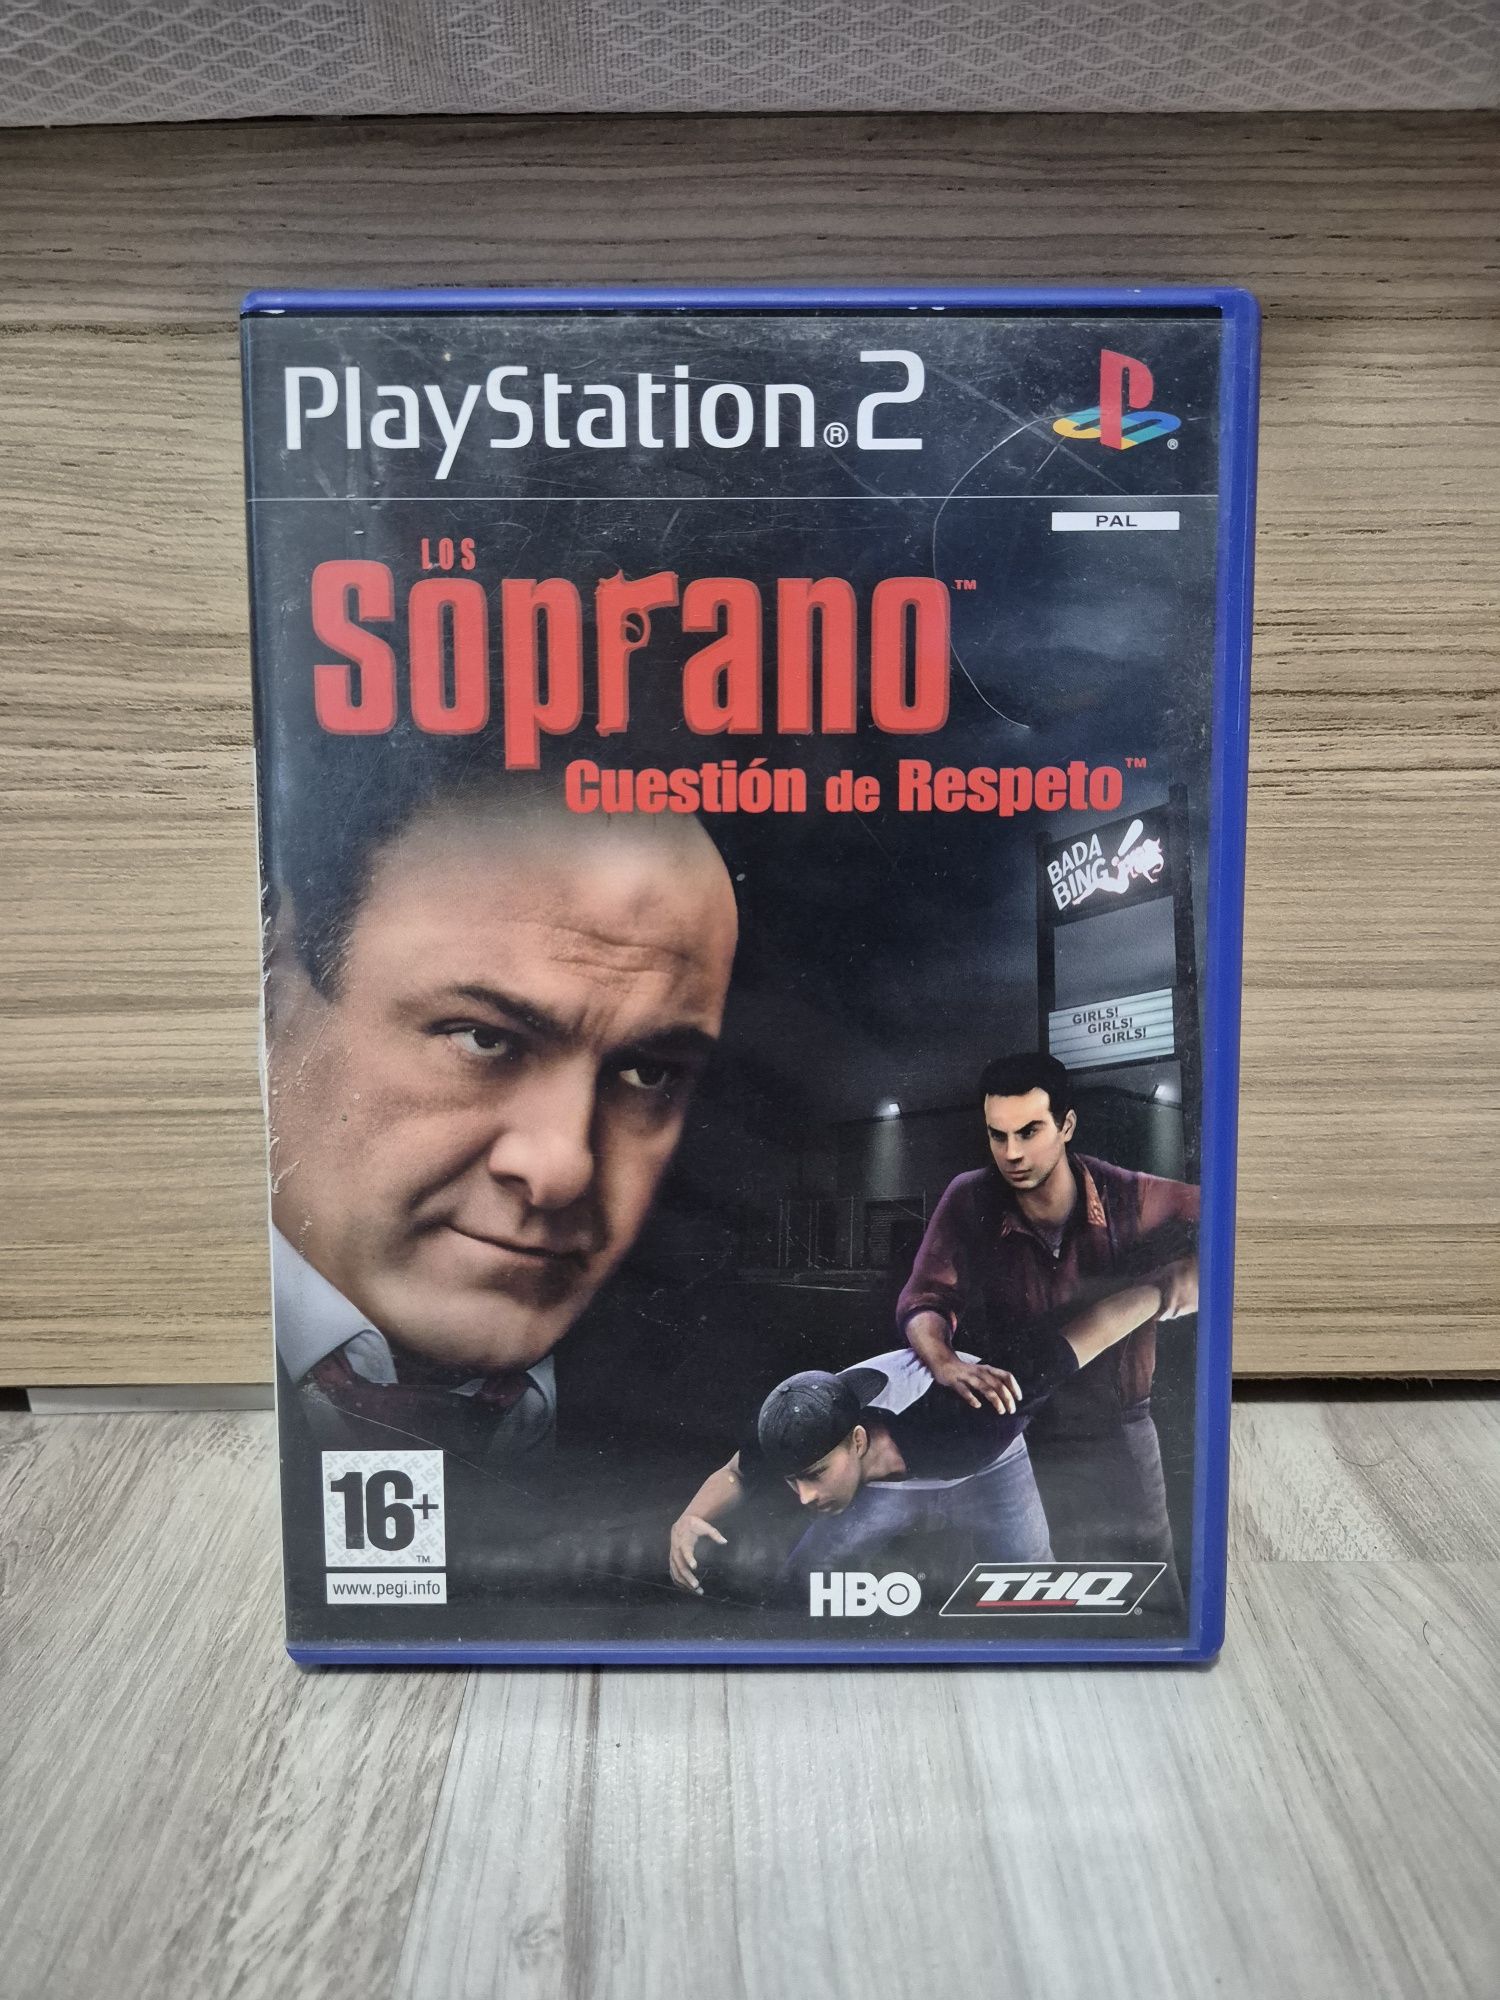 PlayStation®2
PAL
LOS
Soprano™
Cuestión de Respeto™
BADA
BING!
GIRLS!
GIRLS!
GIRLS!
16+™
www.pegi.info
HBO®
THQ®